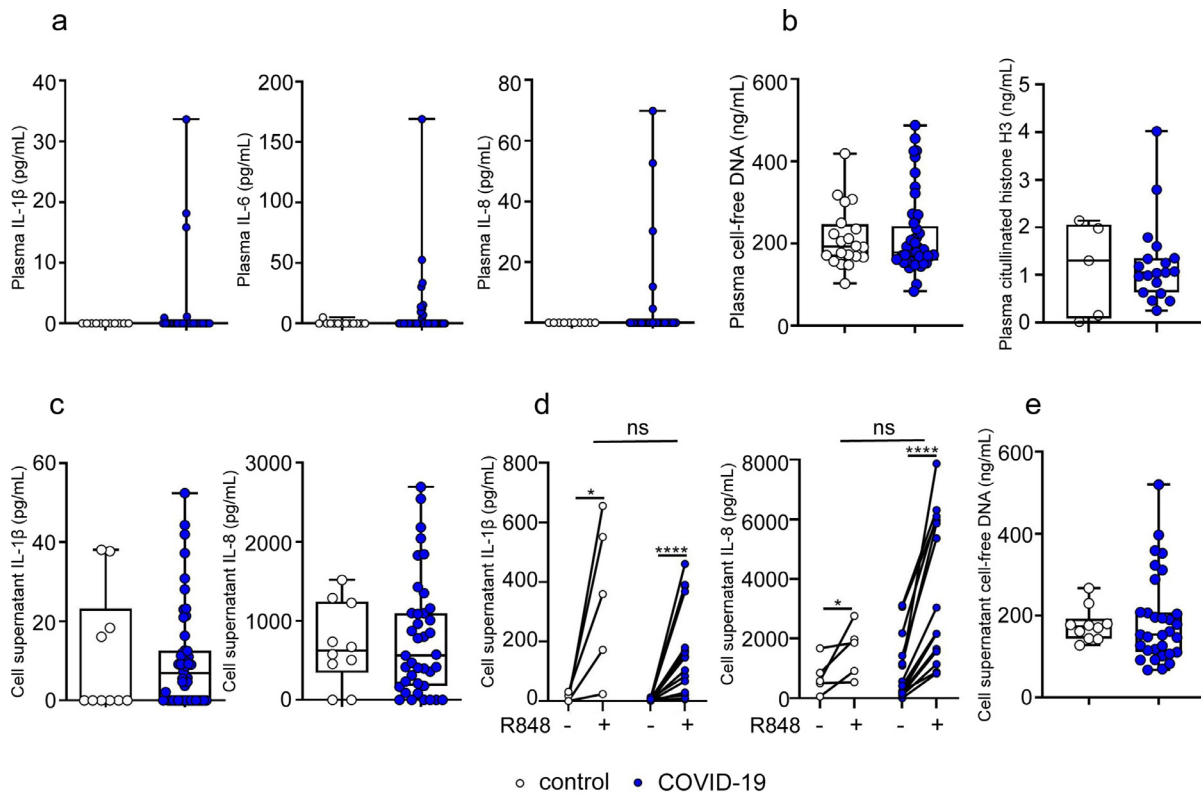 a
b
40
30
20
10
0
Plasma IL-1β (pg/mL)
200
150
100
50
0
Plasma IL-6 (pg/mL)
80
60
40
20
0
Plasma IL-8 (pg/mL)
600
400
200
0
Plasma cell-free DNA (ng/mL)
5
4
3
2
1
0
Plasma citullinated histone H3 (ng/mL)
c
d
e
60
40
20
0
Cell supernatant IL-1β (pg/mL)
3000
2000
1000
0
Cell supernatant IL-8 (pg/mL)
ns
*
****
1000
800
600
400
200
0
Cell supernatant IL-1β (pg/mL)
R848 - + - +
ns
*
****
8000
6000
4000
2000
0
Cell supernatant IL-8 (pg/mL)
R848 - + - +
600
400
200
0
Cell supernatant cell-free DNA (ng/mL)
control COVID-19